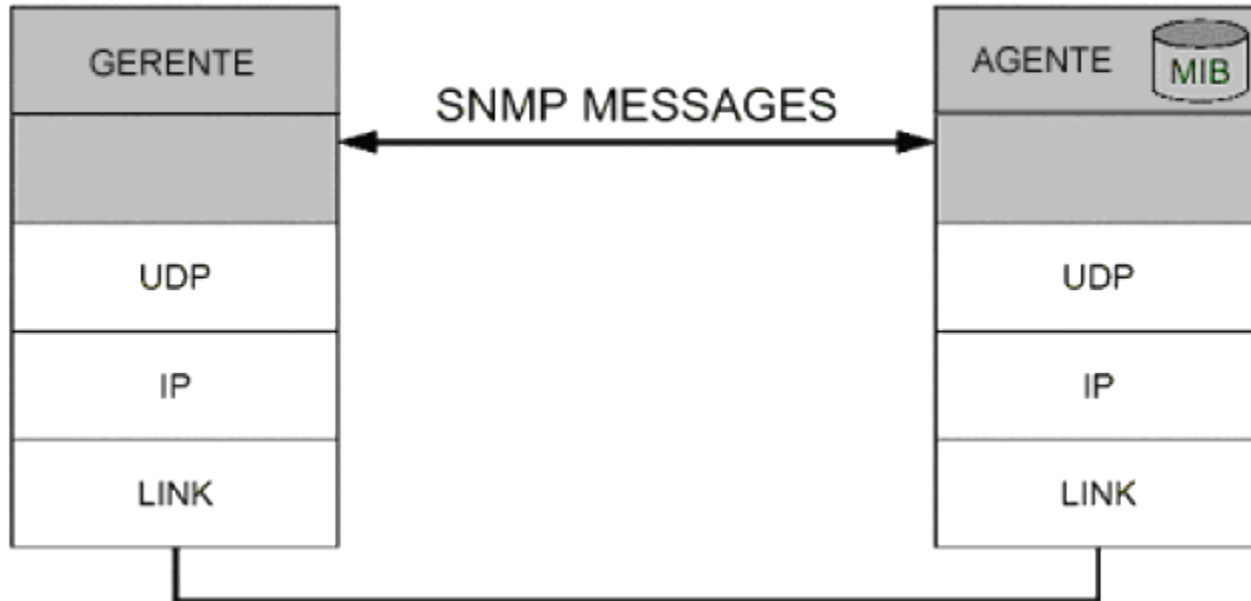 GERENTE
AGENTE
MIB
SNMP MESSAGES
UDP
UDP
IP
IP
LINK
LINK